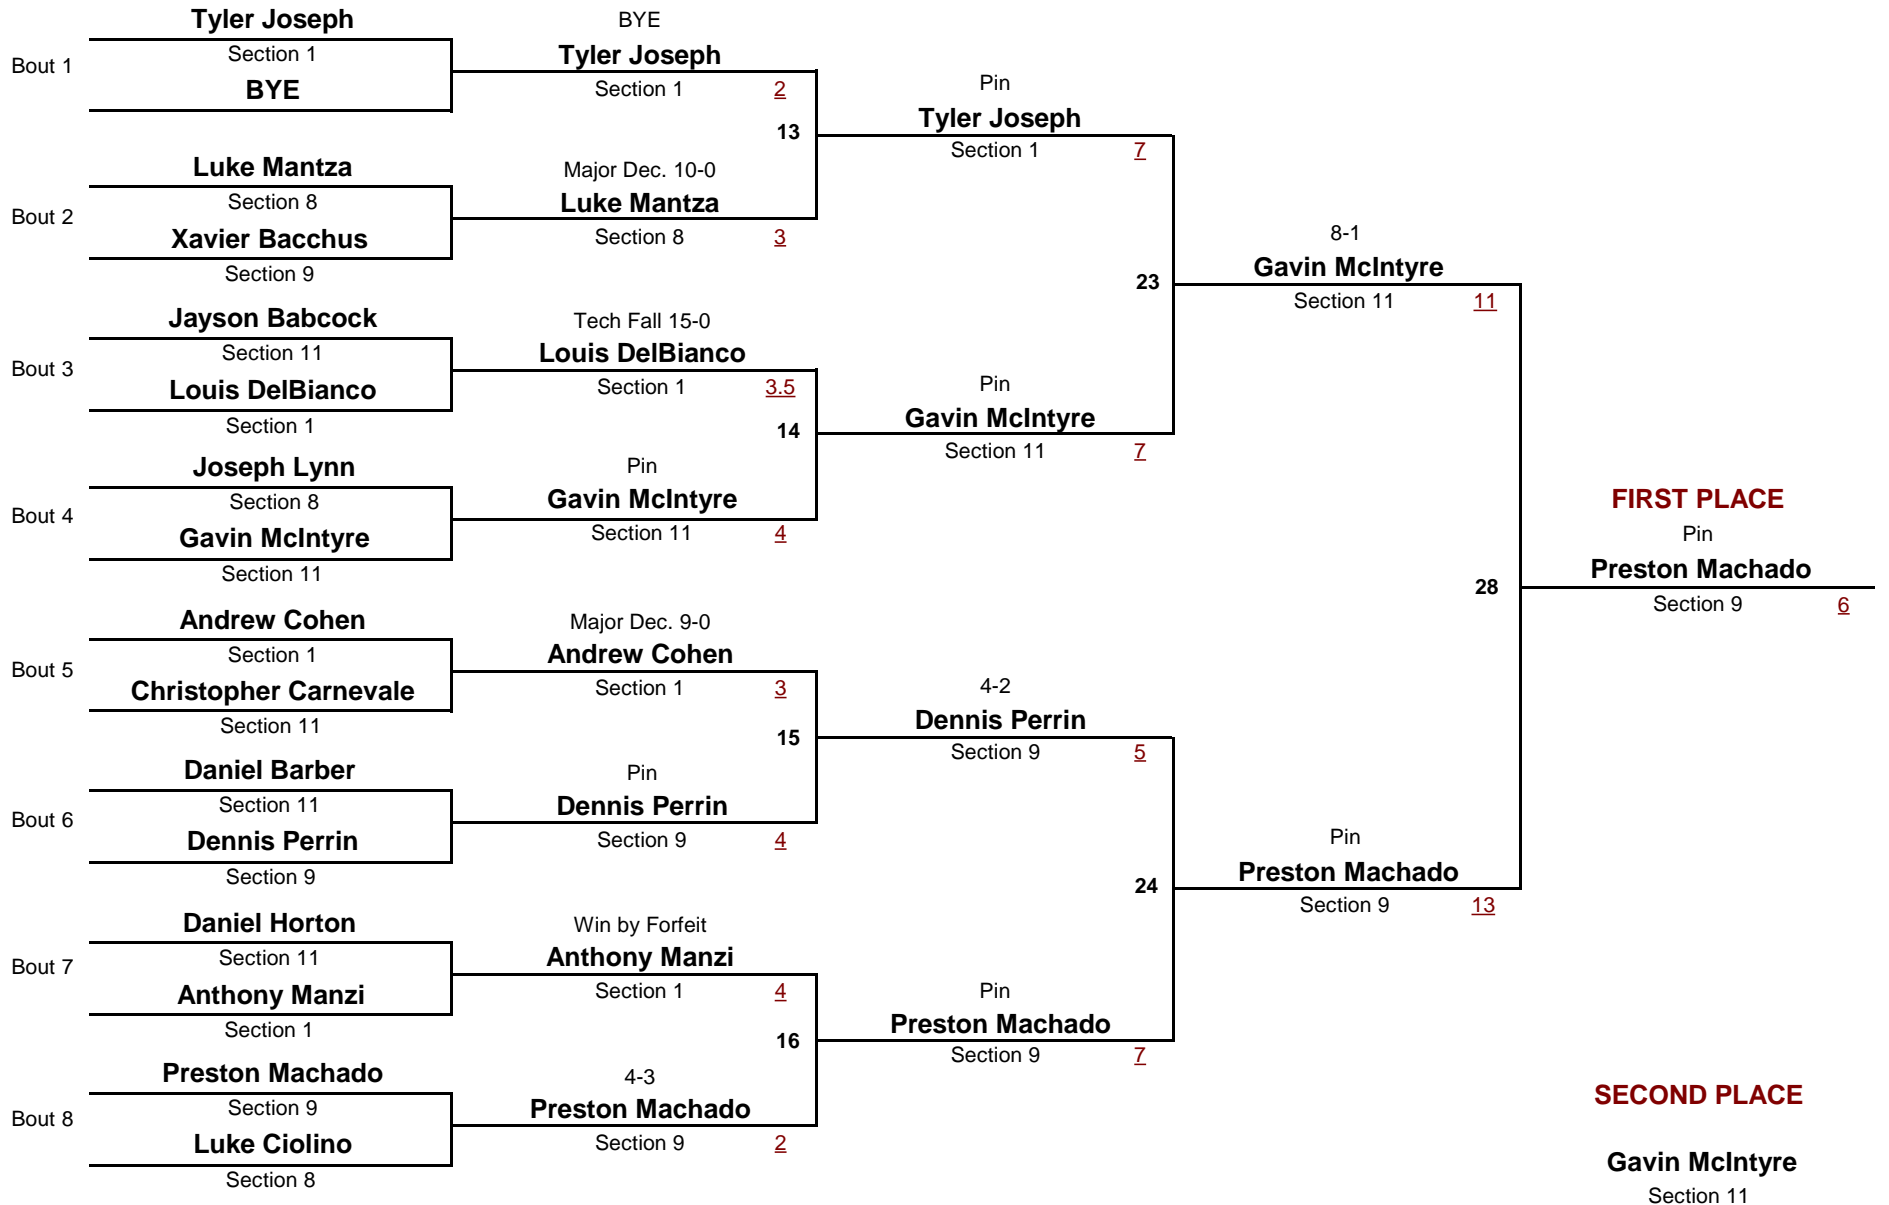 Tyler Joseph
Bout 1
Section 1
BYE
Luke Mantza
Bout 2
Section 8
Xavier Bacchus
Section 9
Jayson Babcock
Bout 3
Section 11
Louis DelBianco
Section 1
Joseph Lynn
Bout 4
Section 8
Gavin McIntyre
Section 11
Andrew Cohen
Bout 5
Section 1
Christopher Carnevale
Section 11
Daniel Barber
Bout 6
Section 11
Dennis Perrin
Section 9
Daniel Horton
Bout 7
Section 11
Anthony Manzi
Section 1
Preston Machado
Bout 8
Section 9
Luke Ciolino
Section 8
BYE
Tyler Joseph
Section 1 2
13
Major Dec. 10-0
Luke Mantza
Section 8 3
Tech Fall 15-0
Louis DelBianco
Section 1 3.5
14
Pin
Gavin McIntyre
Section 11 4
Major Dec. 9-0
Andrew Cohen
Section 1 3
15
Pin
Dennis Perrin
Section 9 4
Win by Forfeit
Anthony Manzi
Section 1 4
16
4-3
Preston Machado
Section 9 2
Pin
Tyler Joseph
Section 1 7
23
Pin
Gavin McIntyre
Section 11 7
4-2
Dennis Perrin
Section 9 5
24
Pin
Preston Machado
Section 9 7
8-1
Gavin McIntyre
Section 11 11
28
Pin
Preston Machado
Section 9 13
FIRST PLACE
Pin
Preston Machado
Section 9 6
SECOND PLACE
Gavin McIntyre
Section 11